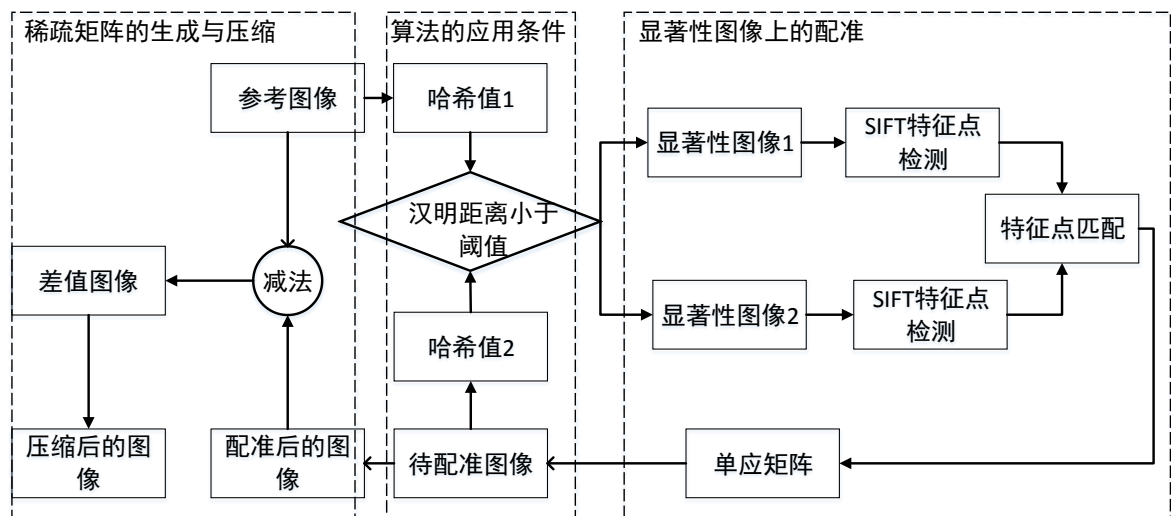 稀疏矩阵的生成与压缩
参考图像
差值图像
减法
压缩后的图
像
配准后的图
像
算法的应用条件
哈希值1
汉明距离小于
阈值
哈希值2
待配准图像
显著性图像上的配准
显著性图像1
SIFT特征点
检测
特征点匹配
显著性图像2
SIFT特征点
检测
单应矩阵